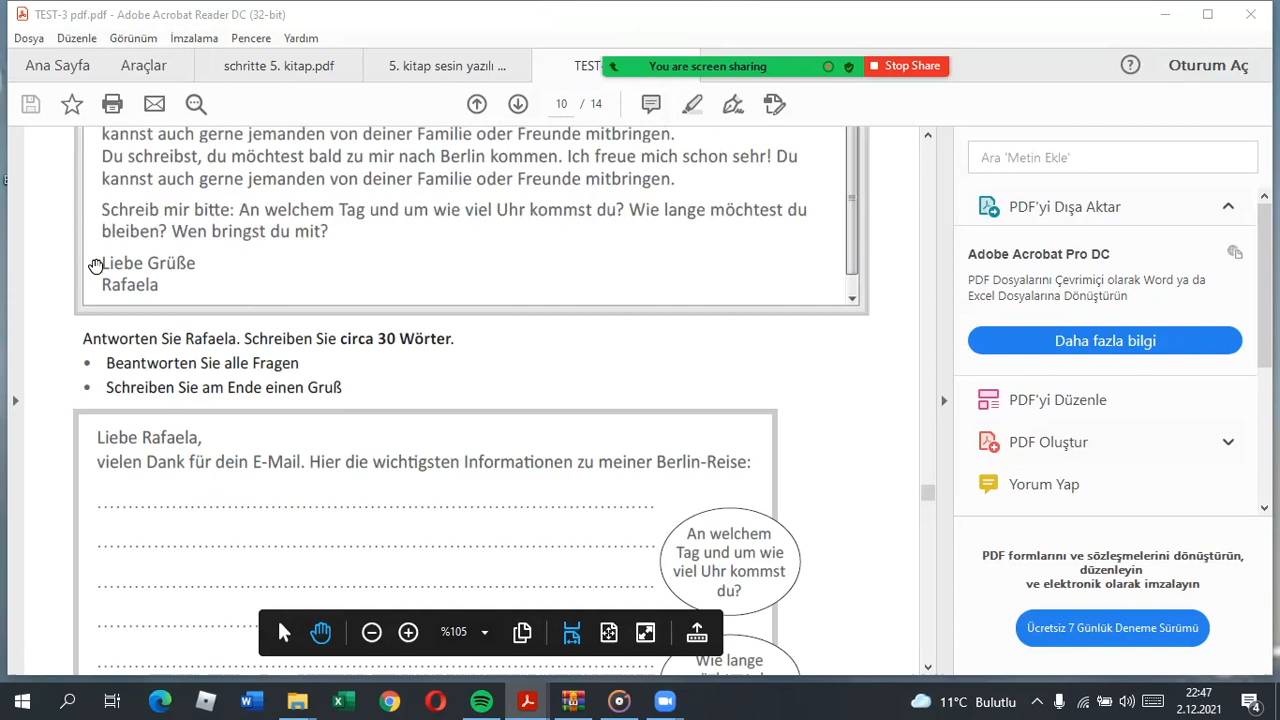 TEST-3 pdf.pdf - Adobe Acrobat Reader DC (32-bit)
Dosya Düzenle Görünüm İmzalama Pencere Yardım
Ana Sayfa Araçlar schritte 5. kitap.pdf 5. kitap sesin yazılı ... TEST- You are screen sharing Stop Share Oturum Aç
10 / 14
kannst auch gerne jemanden von deiner Familie oder Freunde mitbringen.
Du schreibst, du möchtest bald zu mir nach Berlin kommen. Ich freue mich schon sehr! Du
kannst auch gerne jemanden von deiner Familie oder Freunde mitbringen.
Schreib mir bitte: An welchem Tag und um wie viel Uhr kommst du? Wie lange möchtest du
bleiben? Wen bringst du mit?
Liebe Grüße
Rafaela
Antworten Sie Rafaela. Schreiben Sie circa 30 Wörter.
• Beantworten Sie alle Fragen
• Schreiben Sie am Ende einen Gruß
Liebe Rafaela,
vielen Dank für dein E-Mail. Hier die wichtigsten Informationen zu meiner Berlin-Reise:
An welchem
Tag und um wie
viel Uhr kommst
du?
Wie lange
%105
Ara 'Metin Ekle'
PDF'yi Dışa Aktar
Adobe Acrobat Pro DC
PDF Dosyalarını Çevrimiçi olarak Word ya da
Excel Dosyalarına Dönüştürün
Daha fazla bilgi
PDF'yi Düzenle
PDF Oluştur
Yorum Yap
PDF formlarını ve sözleşmelerini dönüştürün,
düzenleyin
ve elektronik olarak imzalayın
Ücretsiz 7 Günlük Deneme Sürümü
11°C Bulutlu
22:47
2.12.2021
4